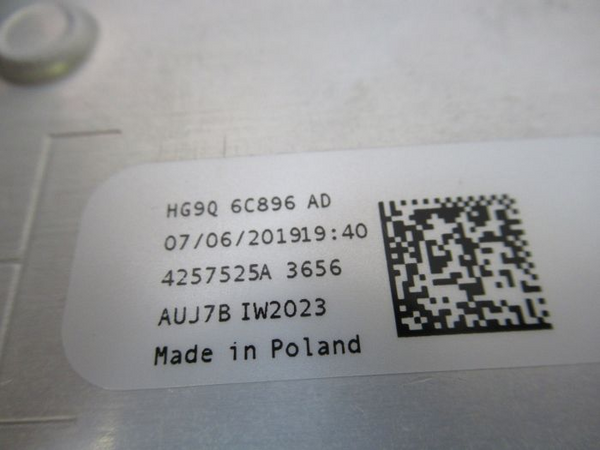 HG9Q 6C896 AD
07/06/201919:40
4257525A 3656
AUJ7B IW2023
Made in Poland